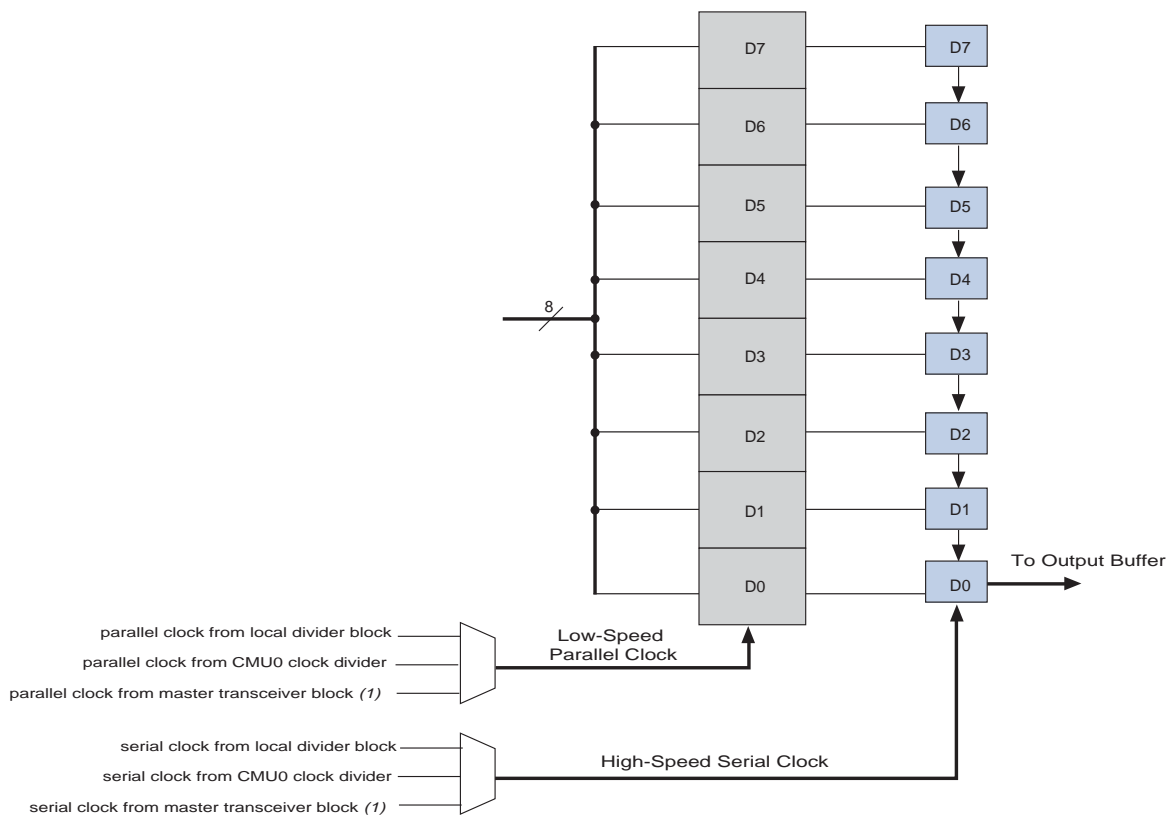 D7 D7
D6 D6
D5 D5
D4 D4
8
D3 D3
D2 D2
D1 D1
D0 D0
To Output Buffer
parallel clock from local divider block
parallel clock from CMU0 clock divider
parallel clock from master transceiver block (1)
Low-Speed
Parallel Clock
serial clock from local divider block
serial clock from CMU0 clock divider
serial clock from master transceiver block (1)
High-Speed Serial Clock